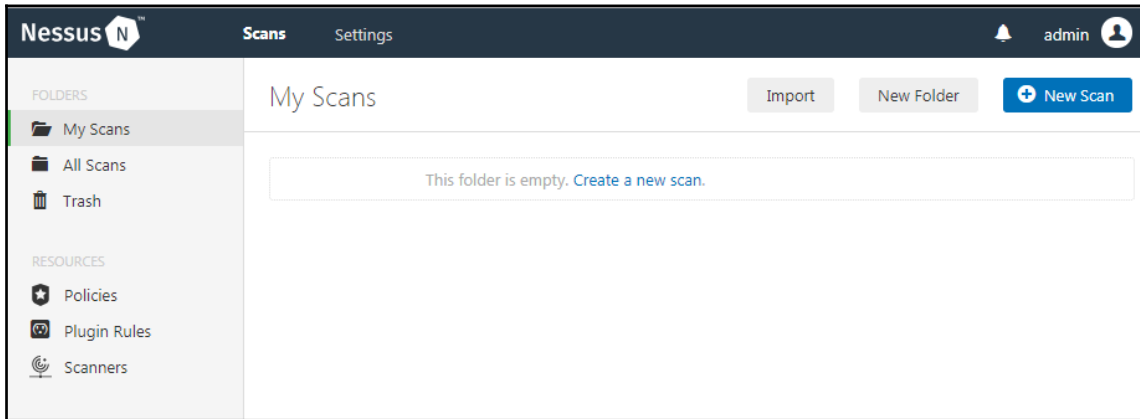 Nessus N ™ Scans Settings admin
FOLDERS
My Scans
All Scans
Trash
RESOURCES
Policies
Plugin Rules
Scanners
My Scans Import New Folder New Scan
This folder is empty. Create a new scan.